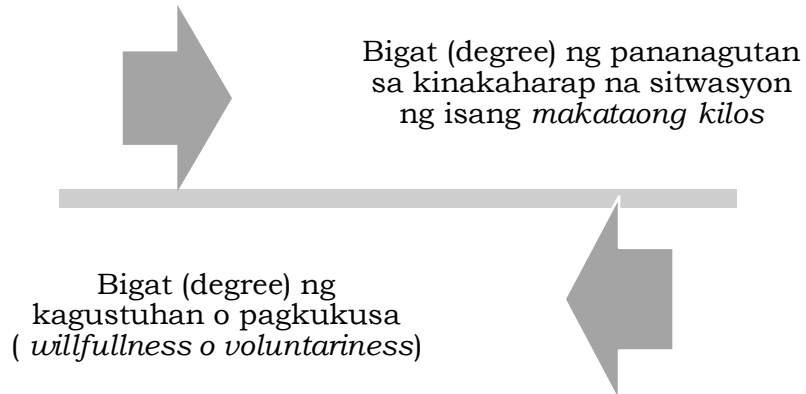 Bigat (degree) ng pananagutan
sa kinakaharap na sitwasyon
ng isang makataong kilos
Bigat (degree) ng
kagustuhan o pagkukusa
( willfullness o voluntariness)